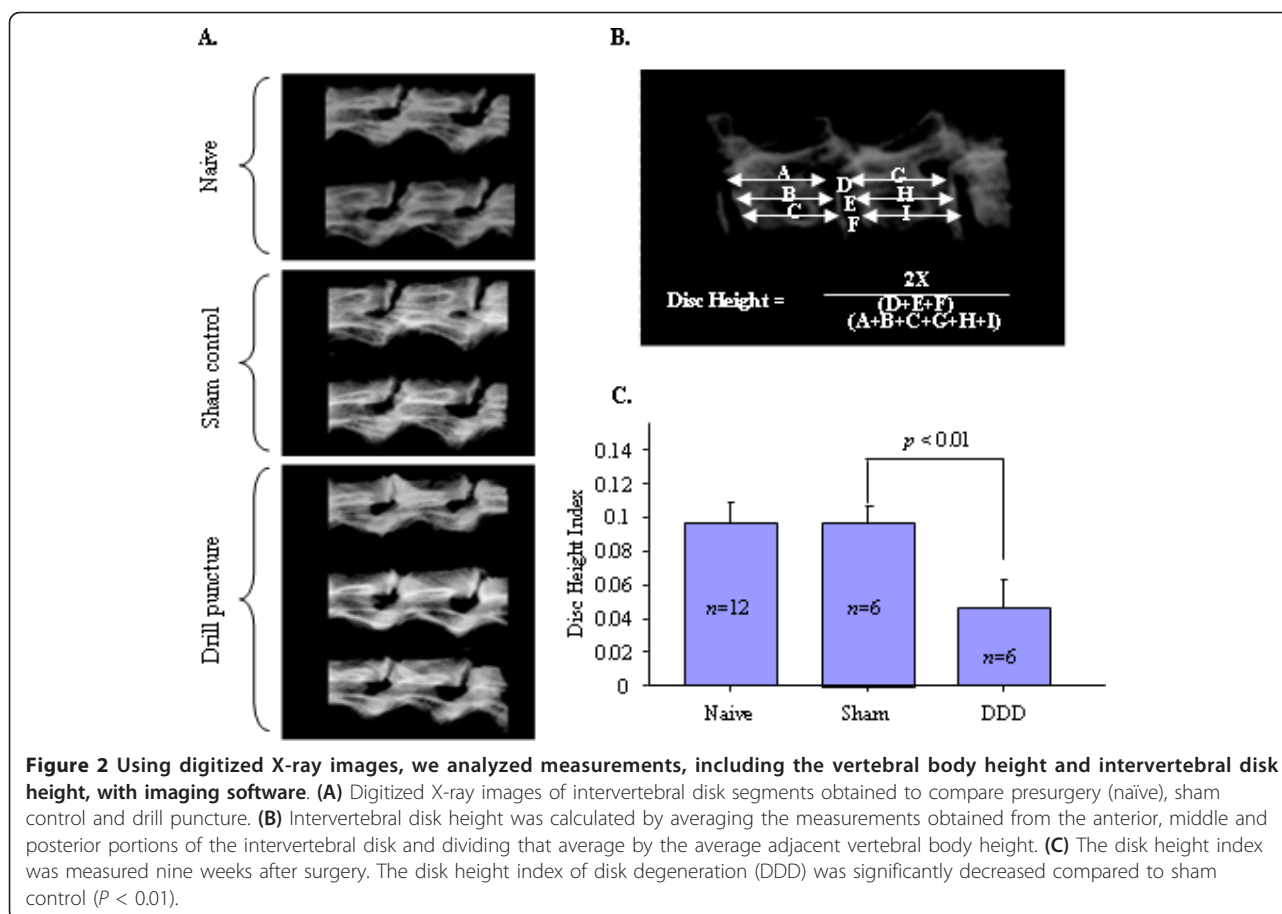 A.
Naive
Sham control
Drill puncture
B.
A
B
C
D
E
F
G
H
I
Disc Height =
2X
(D+E+F)
(A+B+C+G+H+I)
C.
Disc Height Index
0.14
0.12
0.1
0.08
0.06
0.04
0.02
0
p < 0.01
n=12
n=6
n=6
Naive
Sham
DDD
Figure 2 Using digitized X-ray images, we analyzed measurements, including the vertebral body height and intervertebral disk
height, with imaging software. (A) Digitized X-ray images of intervertebral disk segments obtained to compare presurgery (naïve), sham
control and drill puncture. (B) Intervertebral disk height was calculated by averaging the measurements obtained from the anterior, middle and
posterior portions of the intervertebral disk and dividing that average by the average adjacent vertebral body height. (C) The disk height index
was measured nine weeks after surgery. The disk height index of disk degeneration (DDD) was significantly decreased compared to sham
control (P < 0.01).